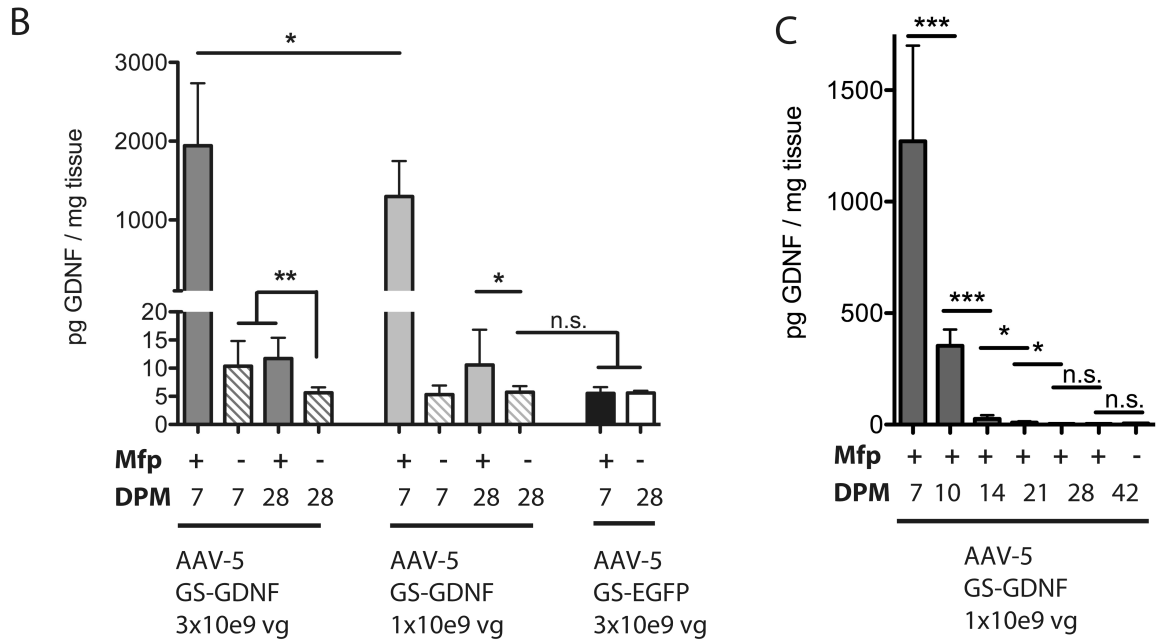 B
*
3000
2000
1000
20
15
10
5
0
pg GDNF / mg tissue
**
*
n.s.
Mfp + - + - + - + - + -
DPM 7 7 28 28 7 7 28 28 7 28
AAV-5
GS-GDNF
3x10e9 vg
AAV-5
GS-GDNF
1x10e9 vg
AAV-5
GS-EGFP
3x10e9 vg
C
***
1500
1000
500
0
pg GDNF / mg tissue
***
*
*
n.s.
n.s.
Mfp + + + + + + -
DPM 7 10 14 21 28 42
AAV-5
GS-GDNF
1x10e9 vg